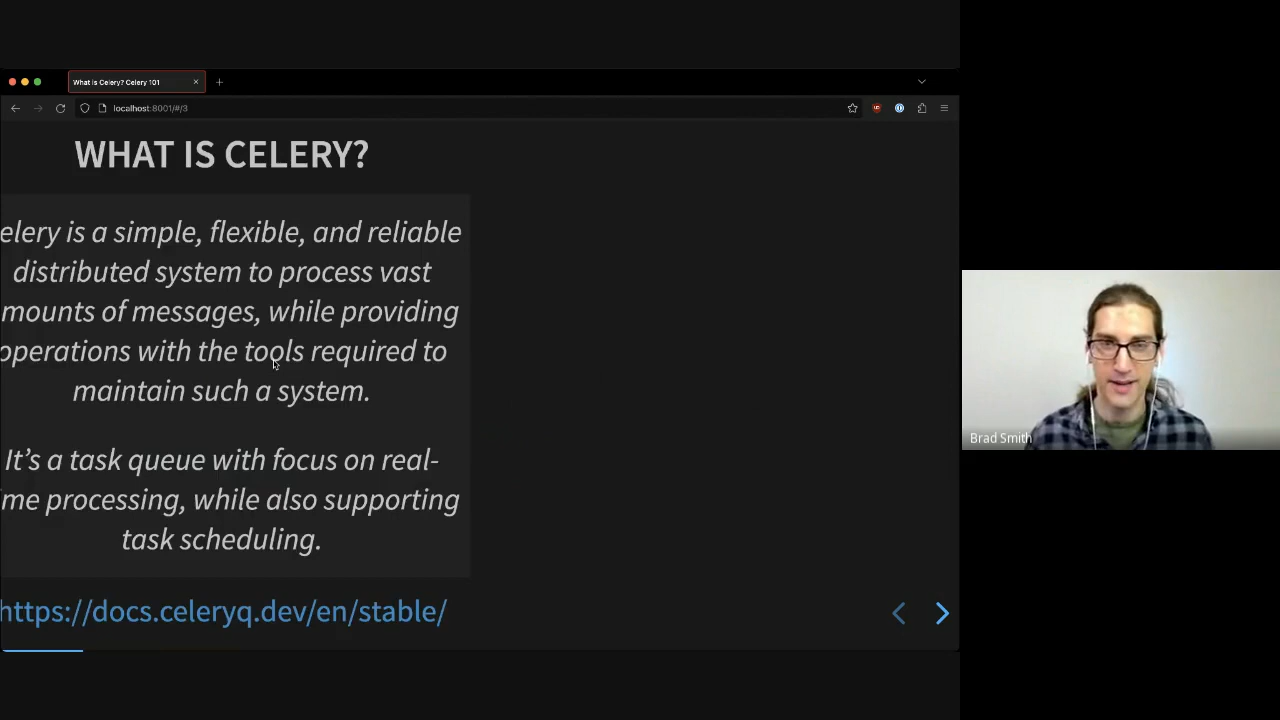 What is Celery? Celery 101
localhost:8001/#/3
WHAT IS CELERY?
elery is a simple, flexible, and reliable
distributed system to process vast
mounts of messages, while providing
operations with the tools required to
maintain such a system.
It’s a task queue with focus on real-
me processing, while also supporting
task scheduling.
https://docs.celeryq.dev/en/stable/
Brad Smith